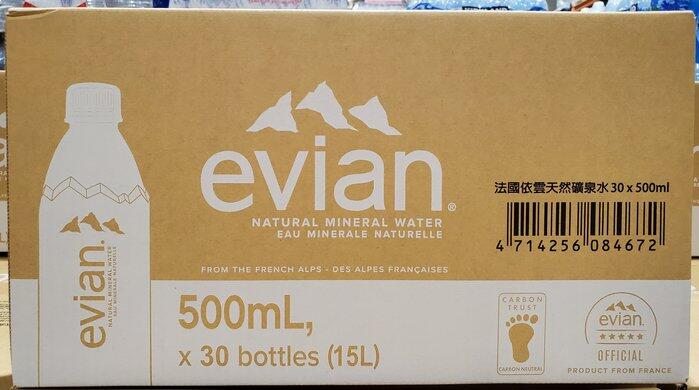 evian®
NATURAL MINERAL WATER
EAU MINERALE NATURELLE
FROM THE FRENCH ALPS - DES ALPES FRANÇAISES
evian.
NATURAL MINERAL WATER
EAU MINERALE NATURELLE
法國依雲天然礦泉水30 x 500ml
4 714256 084672
500mL,
x 30 bottles (15L)
CARBON
TRUST
CARBON NEUTRAL
evian.
OFFICIAL
PRODUCT FROM FRANCE